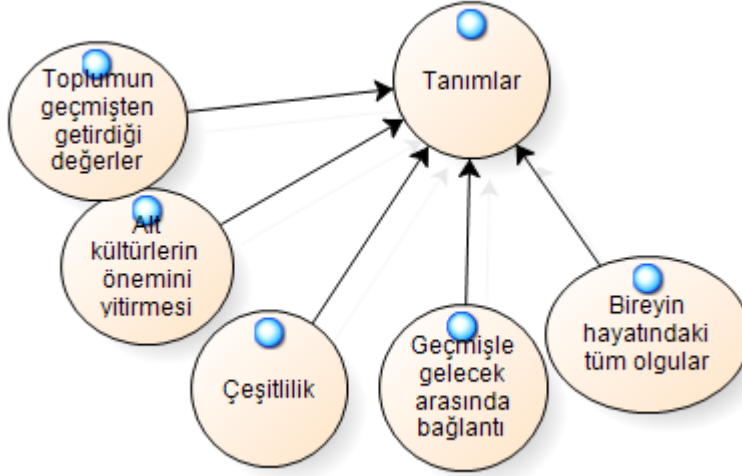 Tanımlar
Toplumun
geçmişten
getirdiği
değerler
Alt
kültürlerin
önemini
yitirmesi
Çeşitlilik
Geçmişle
gelecek
arasında
bağlantı
Bireyin
hayatındaki
tüm olgular